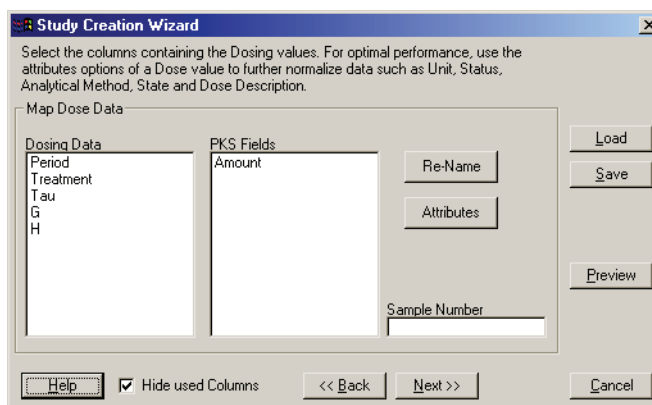 Study Creation Wizard
Select the columns containing the Dosing values. For optimal performance, use the
attributes options of a Dose value to further normalize data such as Unit, Status,
Analytical Method, State and Dose Description.
Map Dose Data
Dosing Data
Period
Treatment
Tau
G
H
PKS Fields
Amount
Re-Name
Attributes
Sample Number
Load
Save
Preview
Help
Hide used Columns
<< Back
Next >>
Cancel